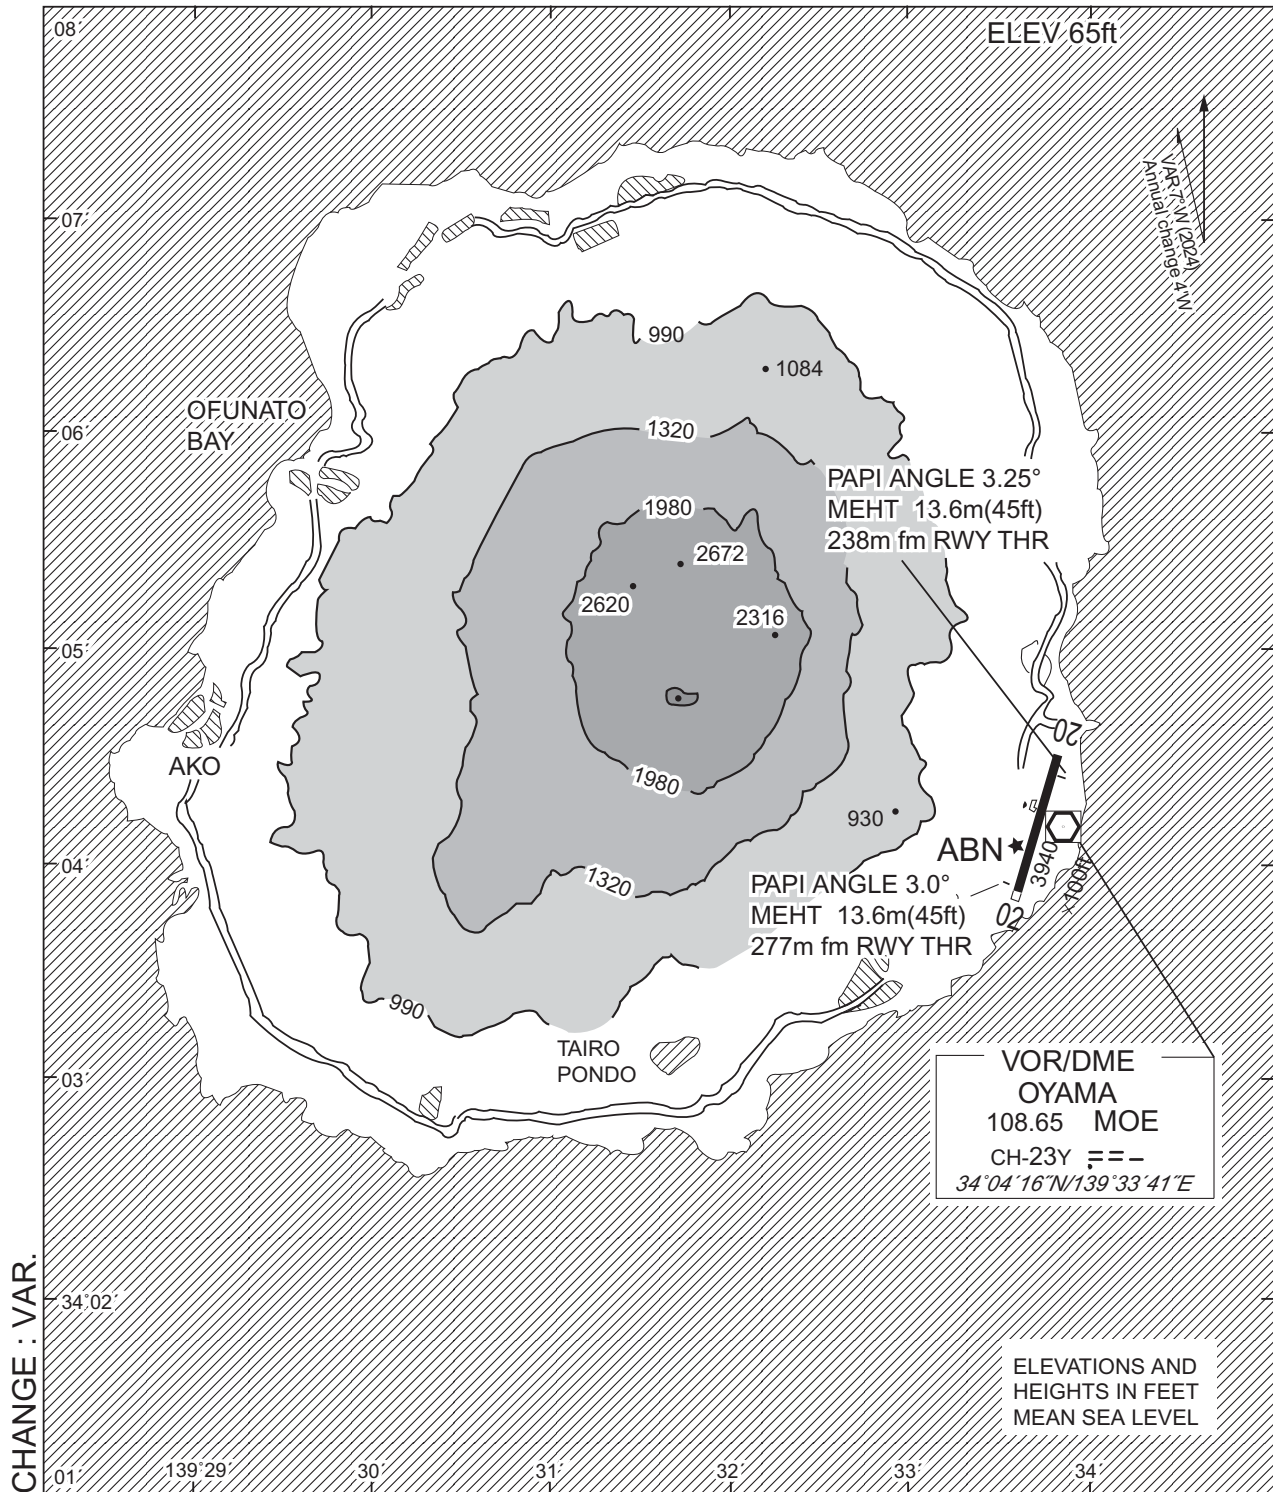 08´
ELEV 65ft
VAR 7°W (2024)
Annual change 4'W
07´
990
1084
OFUNATO
BAY
06´
1320
PAPI ANGLE 3.25°
MEHT 13.6m(45ft)
238m fm RWY THR
1980
2672
2620
2316
05´
20
AKO
1980
930
ABN
3940
×100ft
04´
1320
PAPI ANGLE 3.0°
MEHT 13.6m(45ft)
277m fm RWY THR
02
990
TAIRO
PONDO
03´
VOR/DME
OYAMA
108.65 MOE
CH-23Y
34°04´16˝N/139°33´41˝E
34°02´
CHANGE : VAR.
ELEVATIONS AND
HEIGHTS IN FEET
MEAN SEA LEVEL
01´
139°29´
30´
31´
32´
33´
34´